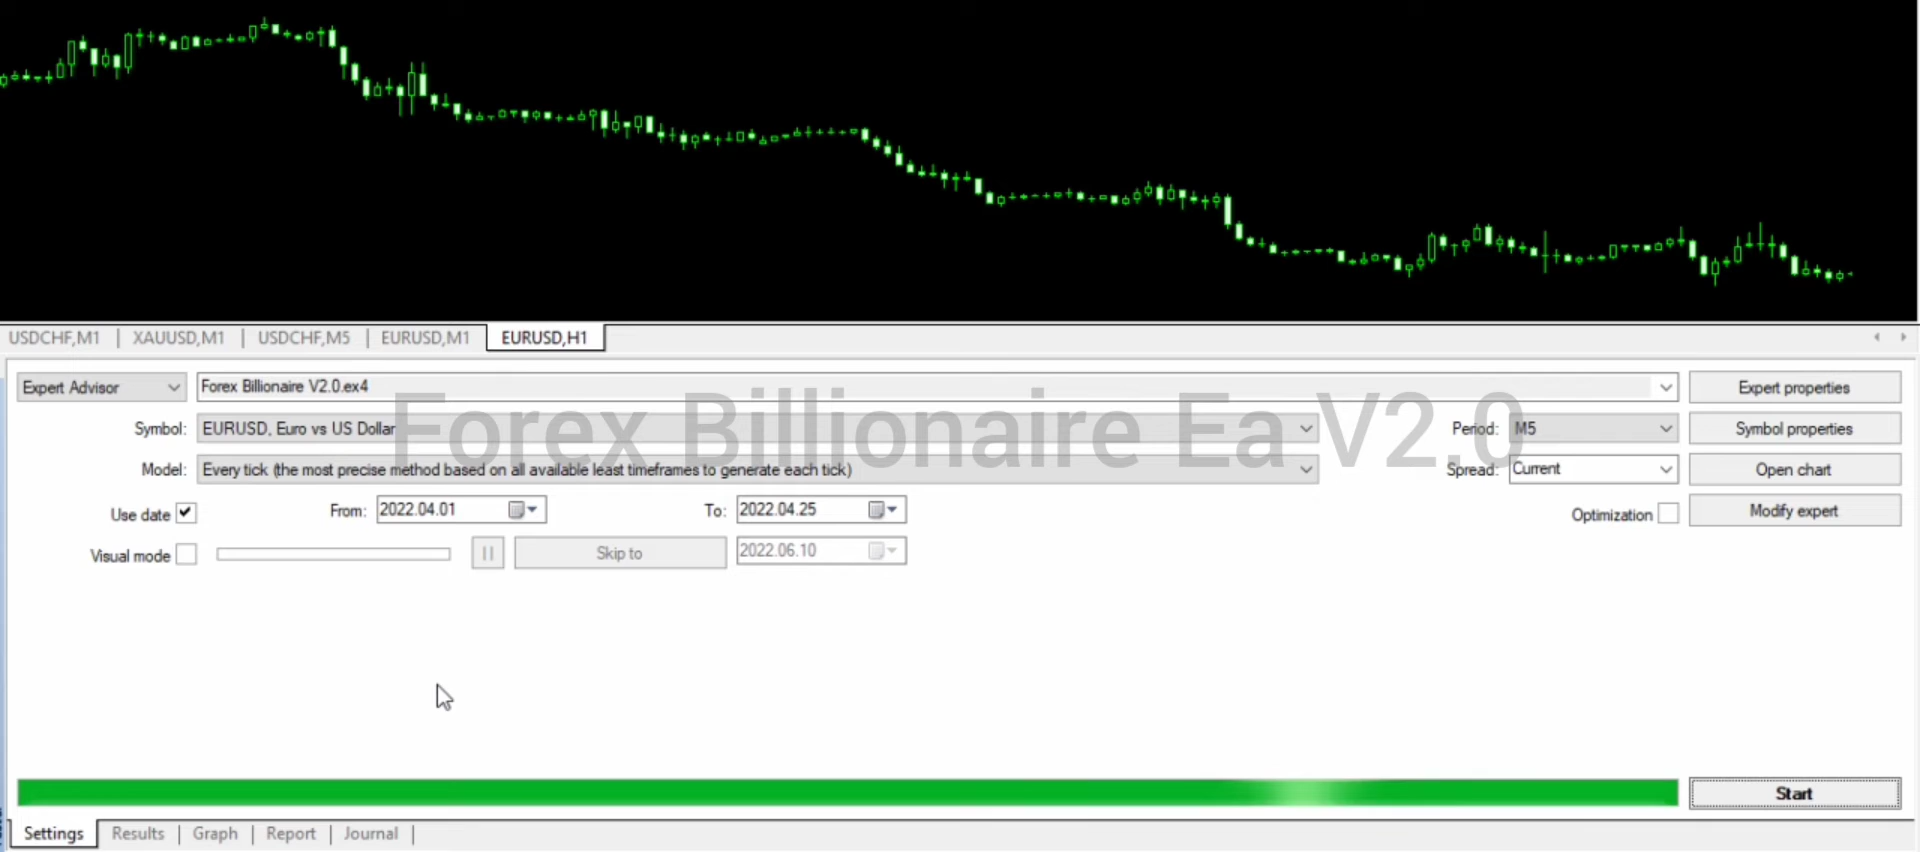 USDCHF,M1 | XAUUSD,M1 | USDCHF,M5 | EURUSD,M1 EURUSD,H1
Expert Advisor Forex Billionaire V2.0.ex4 Expert properties
Forex Billionaire Ea V2.0
Symbol: EURUSD, Euro vs US Dollar Period: M5 Symbol properties
Model: Every tick (the most precise method based on all available least timeframes to generate each tick) Spread: Current Open chart
Use date From: 2022.04.01 To: 2022.04.25 Optimization Modify expert
Visual mode Skip to 2022.06.10
Start
Settings Results | Graph | Report | Journal |